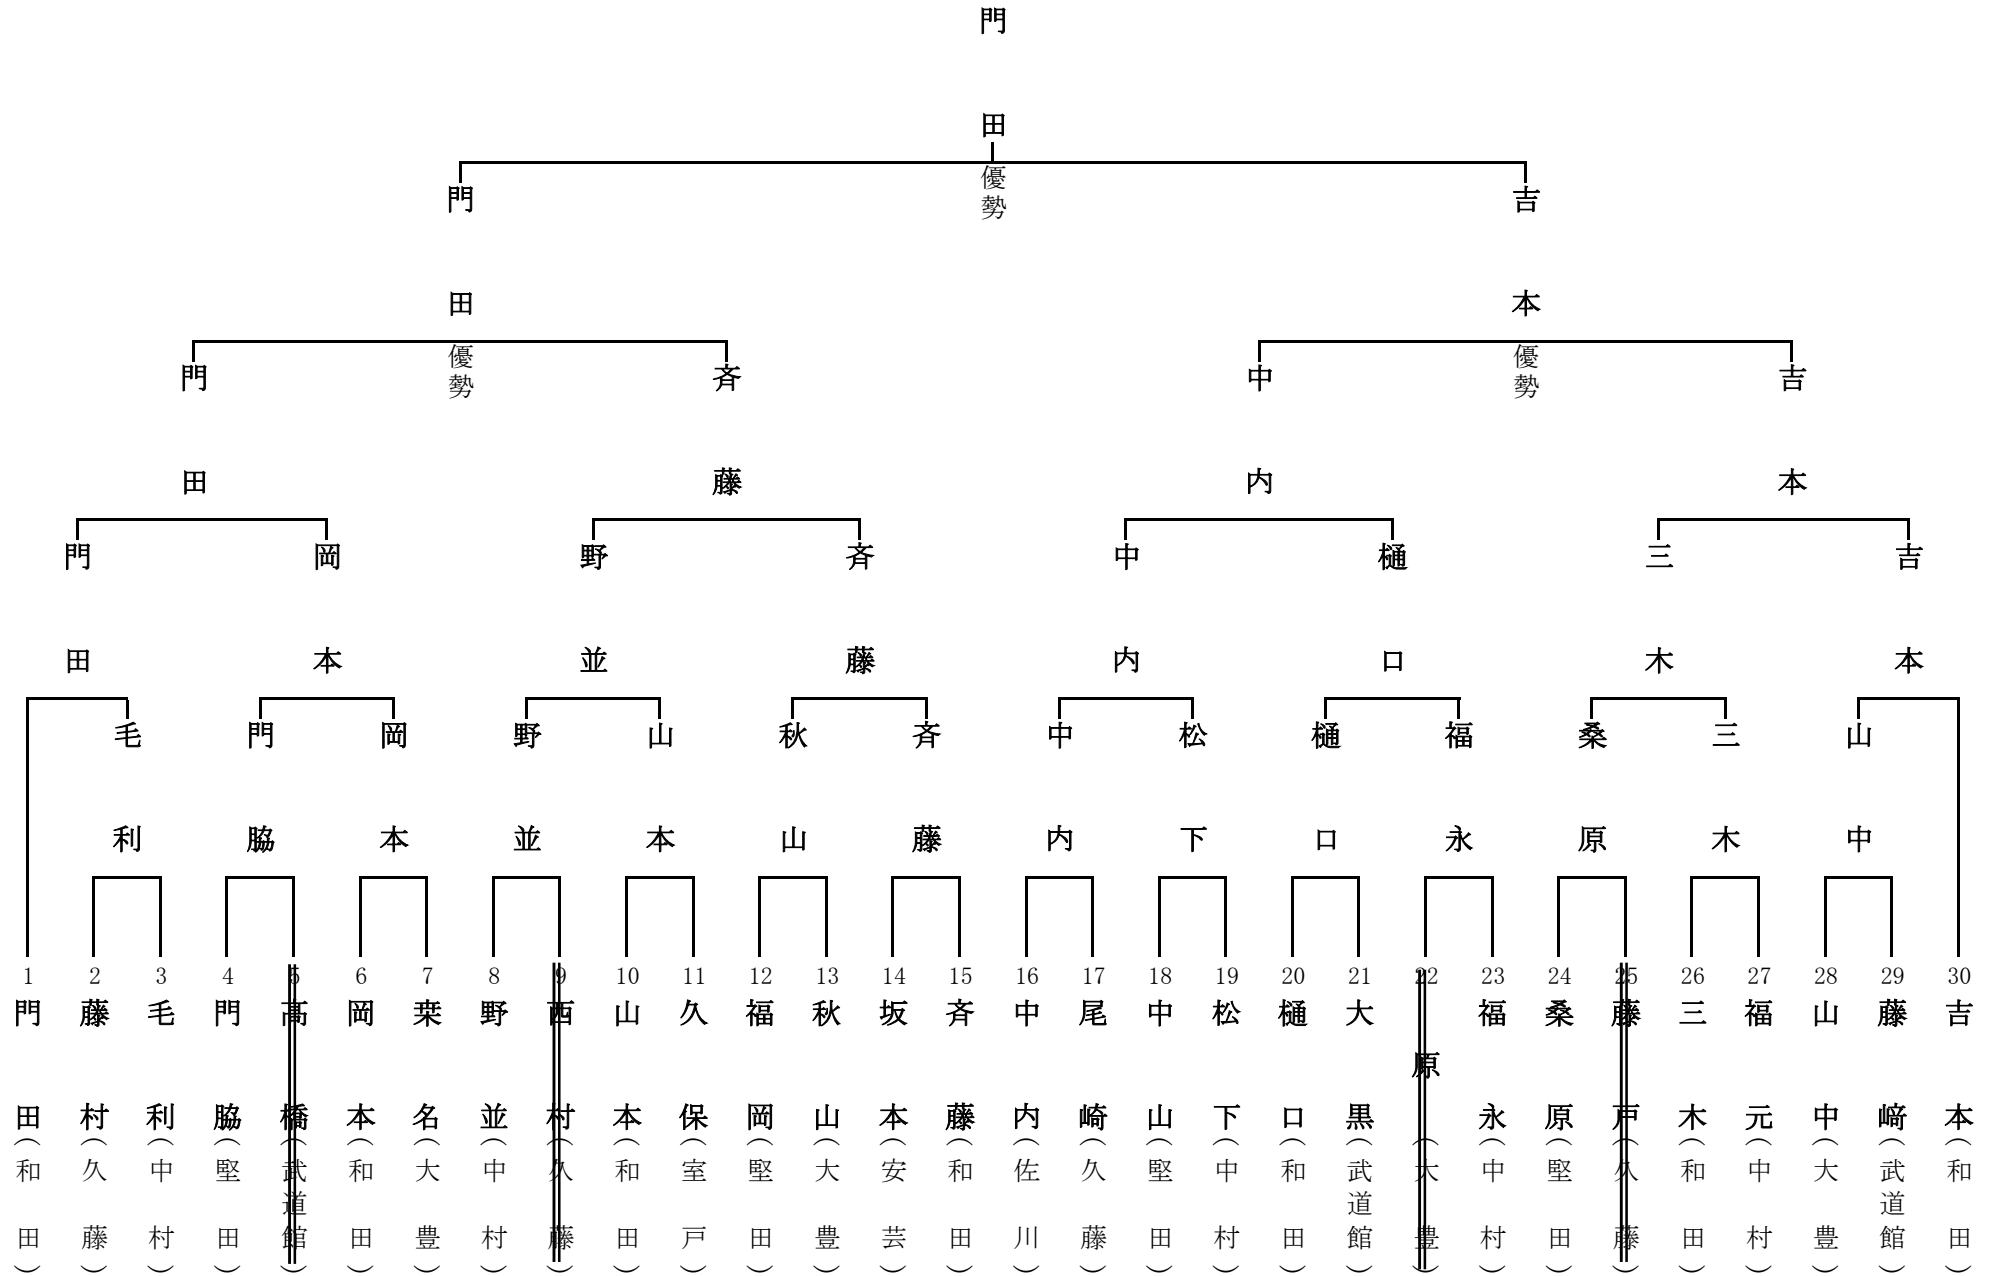 門田
優勢
門田
吉本
優勢
優勢
門田
斉藤
中内
吉本
門田
岡本
野並
斉藤
中内
樋口
三木
吉本
毛利
門脇
岡本
野並
山本
秋山
斉藤
中内
松下
樋口
福永
桑原
三木
山中
1 門田（和田）
2 藤村（久藤）
3 毛利（中村）
4 門脇（堅田）
5 髙橋（武道館）
6 岡本（和田）
7 栞名（大豊）
8 野並（中村）
9 西村（久藤）
10 山本（和田）
11 久保（室戸）
12 福岡（堅田）
13 秋山（大豊）
14 坂本（安芸）
15 斉藤（和田）
16 中内（佐川）
17 尾崎（久藤）
18 中山（堅田）
19 松下（中村）
20 樋口（和田）
21 大黒（武道館）
22 原（大豊）
23 福永（中村）
24 桑原（堅田）
25 藤戸（久藤）
26 三木（和田）
27 福元（中村）
28 山中（大豊）
29 藤﨑（武道館）
30 吉本（和田）